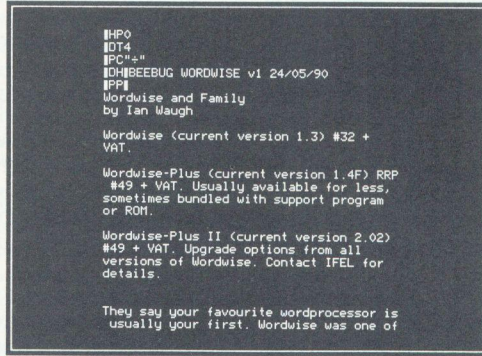 HP0
DT4
PC"÷"
DHBEEBUG WORDWISE v1 24/05/90
PP
Wordwise and Family
by Ian Waugh
Wordwise (current version 1.3) #32 +
VAT.
Wordwise-Plus (current version 1.4F) RRP
#49 + VAT. Usually available for less,
sometimes bundled with support program
or ROM.
Wordwise-Plus II (current version 2.02)
#49 + VAT. Upgrade options from all
versions of Wordwise. Contact IFEL for
details.
They say your favourite wordprocessor is
usually your first. Wordwise was one of